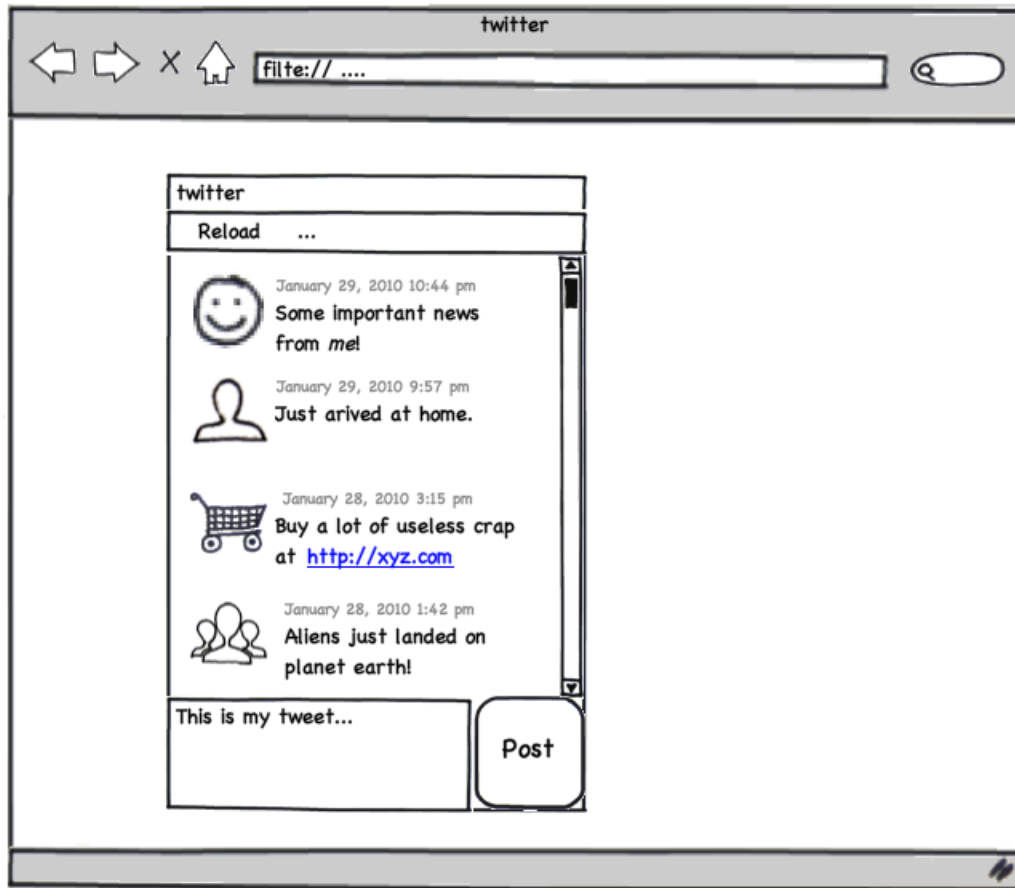 twitter
filte:// ....
twitter
Reload ...
January 29, 2010 10:44 pm
Some important news
from me!
January 29, 2010 9:57 pm
Just arived at home.
January 28, 2010 3:15 pm
Buy a lot of useless crap
at http://xyz.com
January 28, 2010 1:42 pm
Aliens just landed on
planet earth!
This is my tweet...
Post